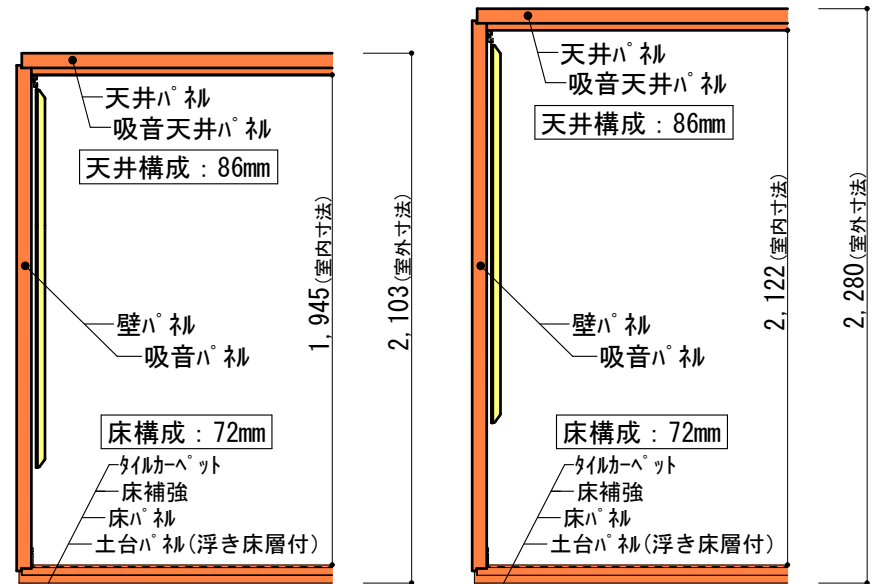 天井パネル
吸音天井パネル
天井構成：86mm
1,945(室内寸法)
2,103(室外寸法)
壁パネル
吸音パネル
床構成：72mm
タイルカーペット
床補強
床パネル
土台パネル(浮き床層付)
天井パネル
吸音天井パネル
天井構成：86mm
2,122(室内寸法)
2,280(室外寸法)
壁パネル
吸音パネル
床構成：72mm
タイルカーペット
床補強
床パネル
土台パネル(浮き床層付)